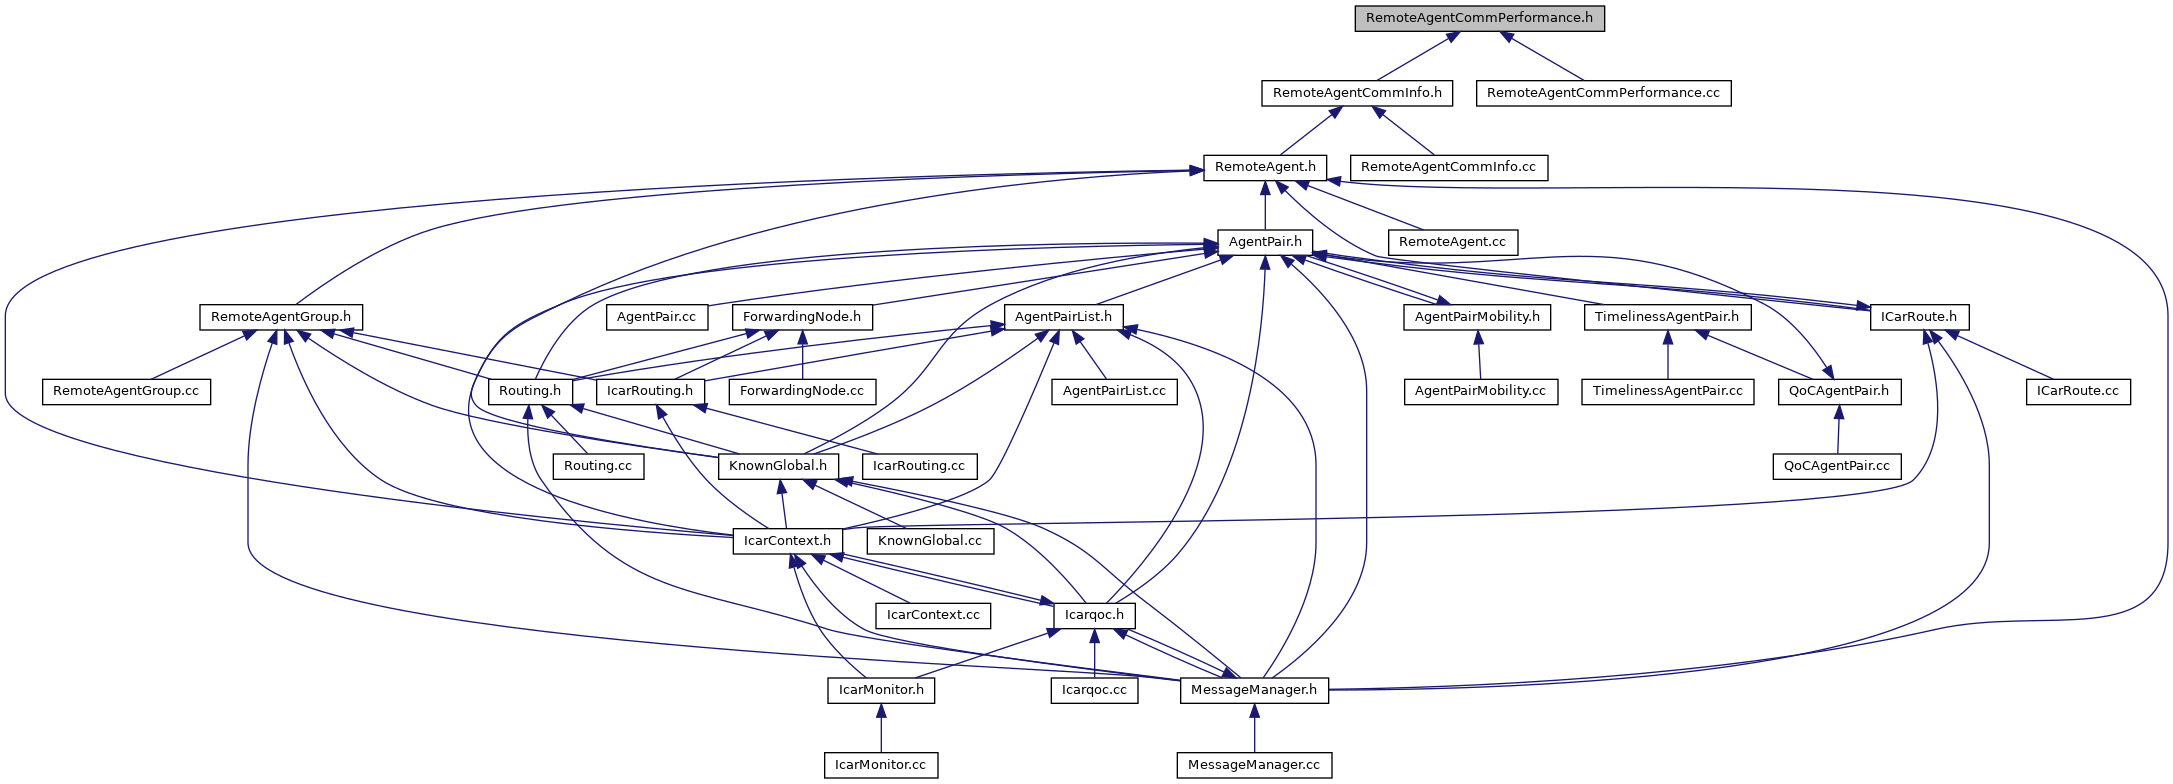 RemoteAgentCommPerformance.h
RemoteAgentCommInfo.h
RemoteAgentCommPerformance.cc
RemoteAgent.h
RemoteAgentCommInfo.cc
AgentPair.h
RemoteAgent.cc
RemoteAgentGroup.h
AgentPair.cc
ForwardingNode.h
AgentPairList.h
AgentPairMobility.h
TimelinessAgentPair.h
ICarRoute.h
RemoteAgentGroup.cc
Routing.h
IcarRouting.h
ForwardingNode.cc
AgentPairList.cc
AgentPairMobility.cc
TimelinessAgentPair.cc
QoCAgentPair.h
ICarRoute.cc
Routing.cc
KnownGlobal.h
IcarRouting.cc
QoCAgentPair.cc
IcarContext.h
KnownGlobal.cc
IcarContext.cc
Icarqoc.h
IcarMonitor.h
Icarqoc.cc
MessageManager.h
IcarMonitor.cc
MessageManager.cc